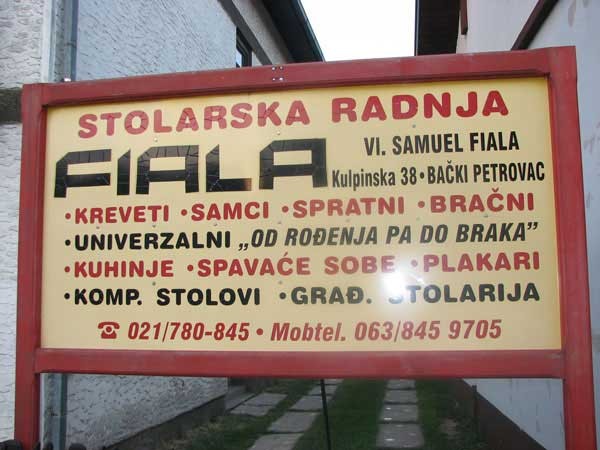 STOLARSKA RADNJA
FIALA
Vl. SAMUEL FIALA
Kulpinska 38 • BAČKI PETROVAC
•KREVETI •SAMCI •SPRATNI •BRAČNI
•UNIVERZALNI „OD ROĐENJA PA DO BRAKA”
•KUHINJE •SPAVAĆE SOBE •PLAKARI
•KOMP. STOLOVI •GRAĐ. STOLARIJA
☎ 021/780-845 • Mobtel. 063/845 9705